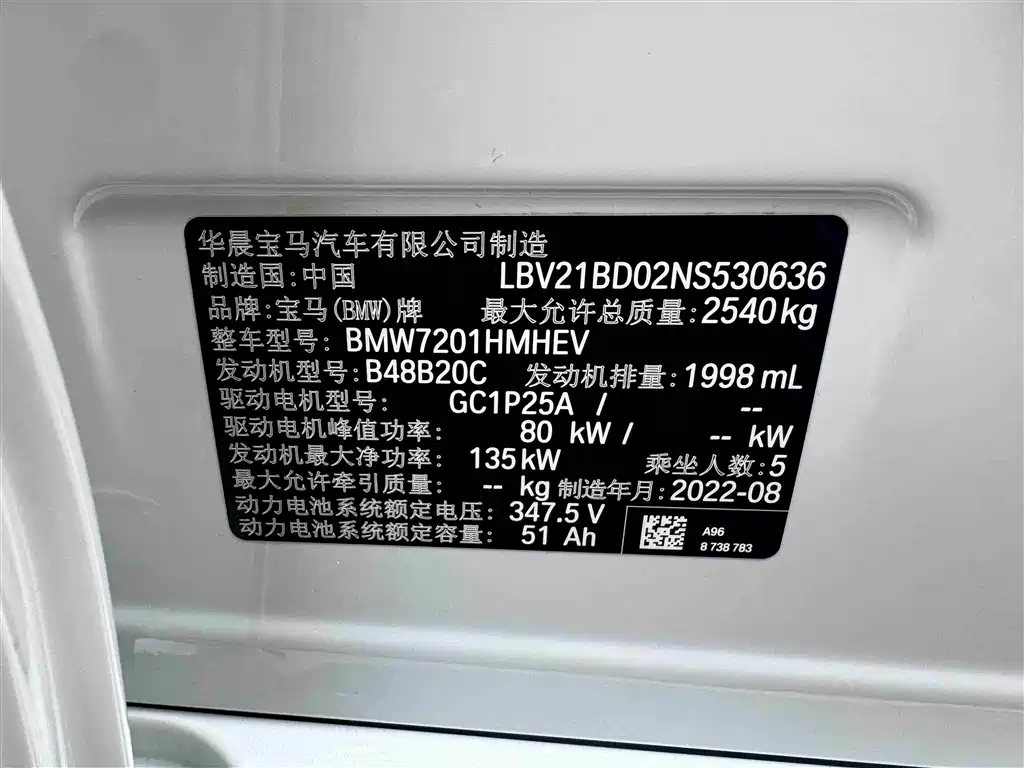 华晨宝马汽车有限公司制造
制造国:中国 LBV21BD02NS530636
品牌:宝马(BMW)牌 最大允许总质量:2540kg
整车型号:BMW7201HMHEV
发动机型号:B48B20C 发动机排量:1998 mL
驱动电机型号: GC1P25A / --
驱动电机峰值功率: 80 kW / -- kW
发动机最大净功率: 135kW 乘坐人数:5
最大允许牵引质量: -- kg 制造年月:2022-08
动力电池系统额定电压: 347.5 V
动力电池系统额定容量: 51 Ah
A96
8 738 783